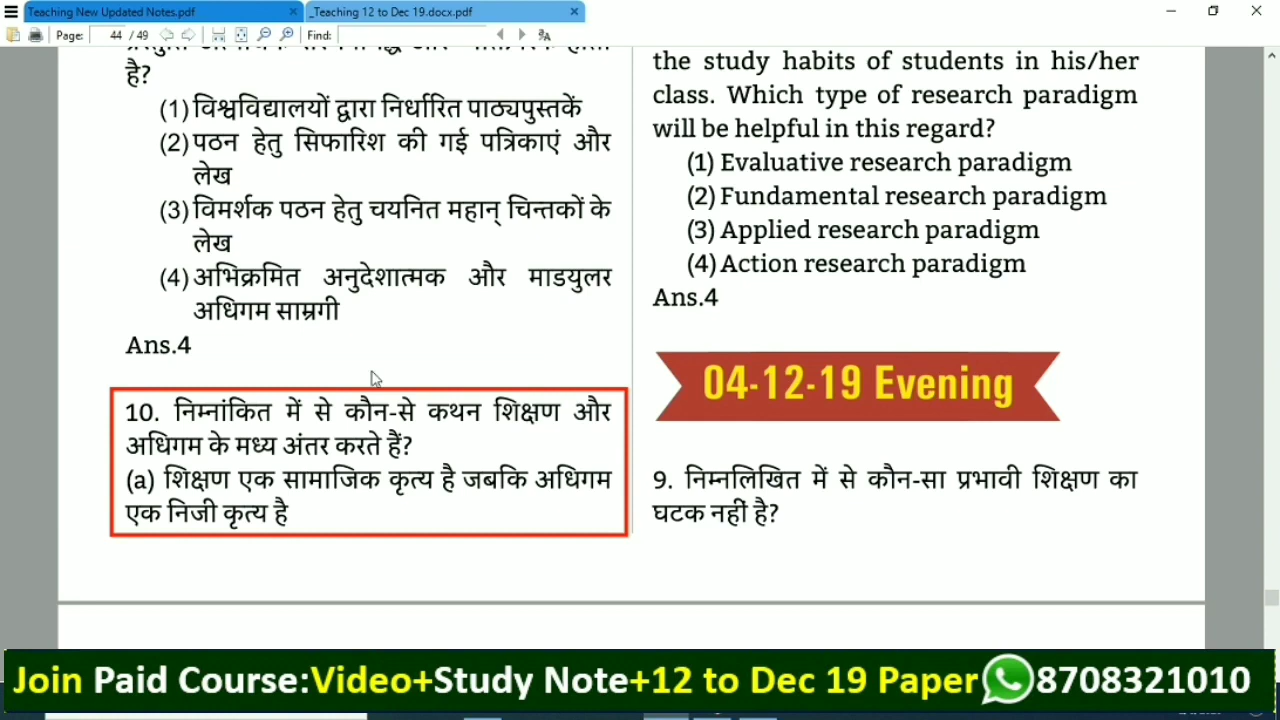 Teaching New Updated Notes.pdf
_Teaching 12 to Dec 19.docx.pdf
Page: 44 / 49 Find:
है?
(1) विश्वविद्यालयों द्वारा निर्धारित पाठ्यपुस्तकें
(2) पठन हेतु सिफारिश की गई पत्रिकाएं और
लेख
(3) विमर्शक पठन हेतु चयनित महान् चिन्तकों के
लेख
(4) अभिक्रमित अनुदेशात्मक और माडयुलर
अधिगम साम्रगी
Ans.4
10. निम्नांकित में से कौन-से कथन शिक्षण और
अधिगम के मध्य अंतर करते हैं?
(a) शिक्षण एक सामाजिक कृत्य है जबकि अधिगम
एक निजी कृत्य है
the study habits of students in his/her
class. Which type of research paradigm
will be helpful in this regard?
(1) Evaluative research paradigm
(2) Fundamental research paradigm
(3) Applied research paradigm
(4) Action research paradigm
Ans.4
04-12-19 Evening
9. निम्नलिखित में से कौन-सा प्रभावी शिक्षण का
घटक नहीं है?
Join Paid Course:Video+Study Note+12 to Dec 19 Paper 8708321010